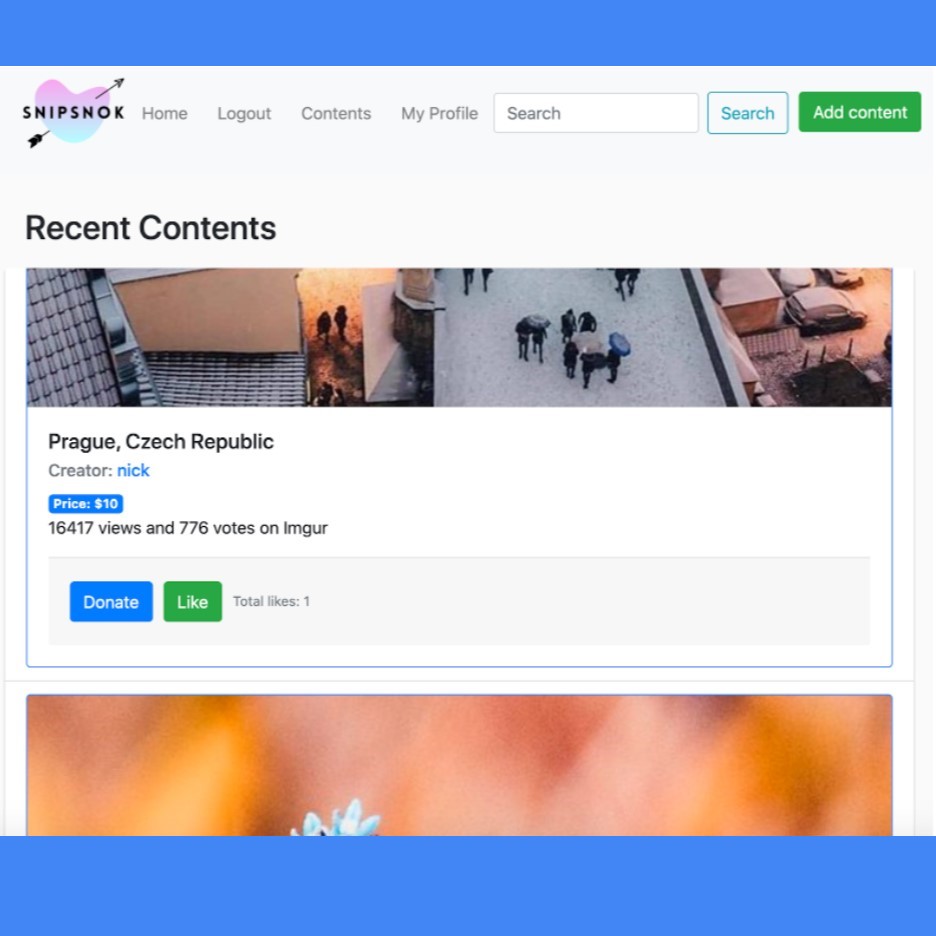 SNIPSNOK Home Logout Contents My Profile Search Search Add content
Recent Contents
Prague, Czech Republic
Creator: nick
Price: $10
16417 views and 776 votes on Imgur
Donate Like Total likes: 1